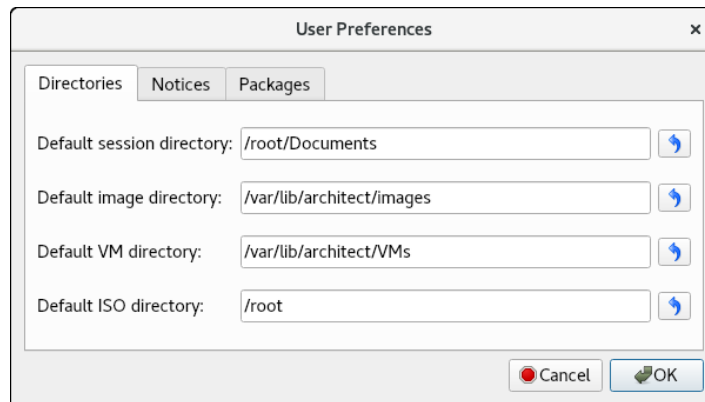 User Preferences ×
Directories Notices Packages
Default session directory: /root/Documents
Default image directory: /var/lib/architect/images
Default VM directory: /var/lib/architect/VMs
Default ISO directory: /root
Cancel OK